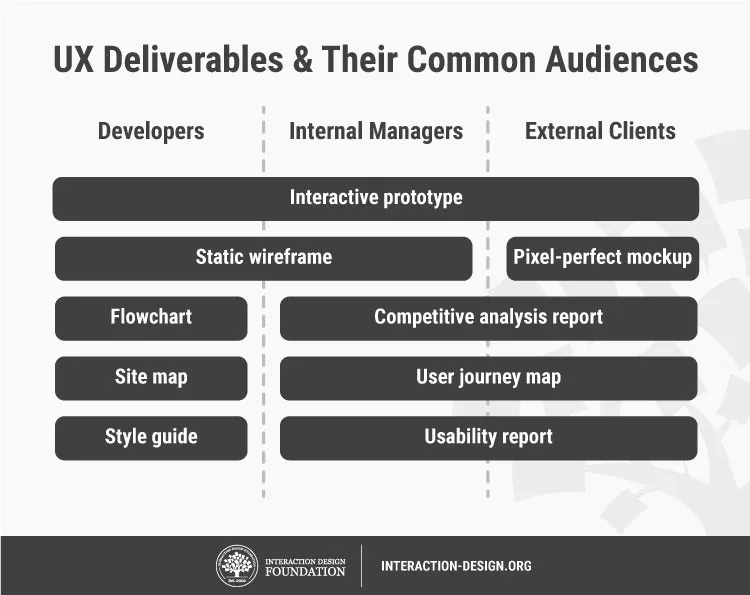 UX Deliverables & Their Common Audiences
Developers
Internal Managers
External Clients
Interactive prototype
Static wireframe
Pixel-perfect mockup
Flowchart
Competitive analysis report
Site map
User journey map
Style guide
Usability report
INTERACTION DESIGN
FOUNDATION
EST. 2002
INTERACTION-DESIGN.ORG